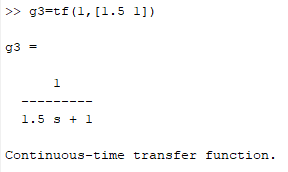 >> g3=tf(1,[1.5 1])
g3 =
1
---------
1.5 s + 1
Continuous-time transfer function.